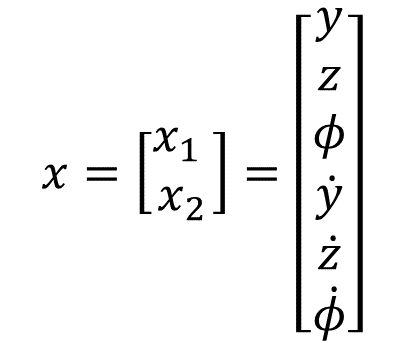 x = [x₁ x₂] = [y z ϕ ẏ ż ϕ̇]